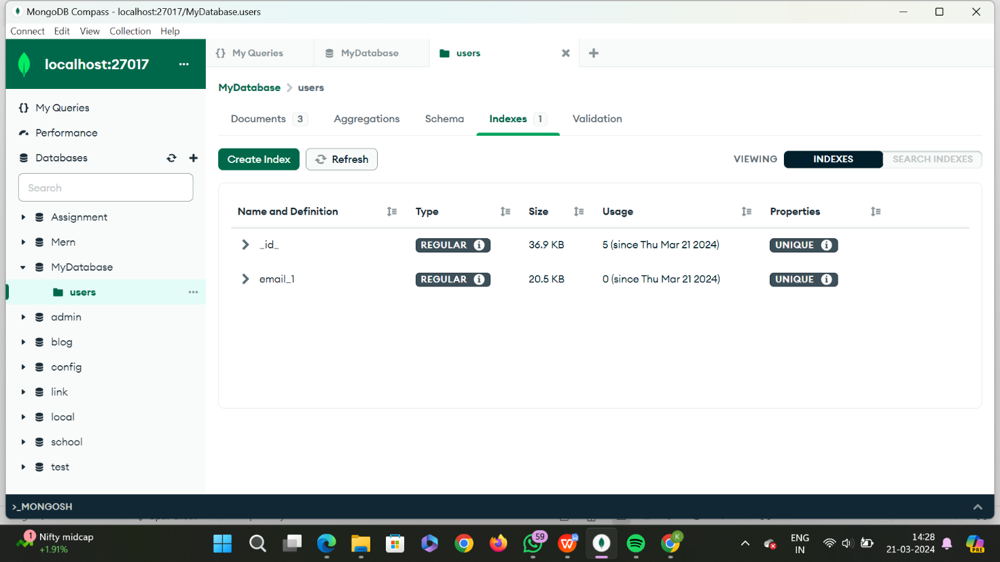 MongoDB Compass - localhost:27017/MyDatabase.users
Connect Edit View Collection Help
localhost:27017 ...
{} My Queries
MyDatabase
users
MyDatabase > users
My Queries
Performance
Databases
Search
Assignment
Mern
MyDatabase
users
admin
blog
config
link
local
school
test
Documents 3 Aggregations Schema Indexes 1 Validation
Create Index Refresh VIEWING INDEXES SEARCH INDEXES
Name and Definition Type Size Usage Properties
_id_ REGULAR 36.9 KB 5 (since Thu Mar 21 2024) UNIQUE
email_1 REGULAR 20.5 KB 0 (since Thu Mar 21 2024) UNIQUE
>_MONGOSH
1 Nifty midcap
+1.91%
59
W
K
ENG
IN
14:28
21-03-2024
PRE